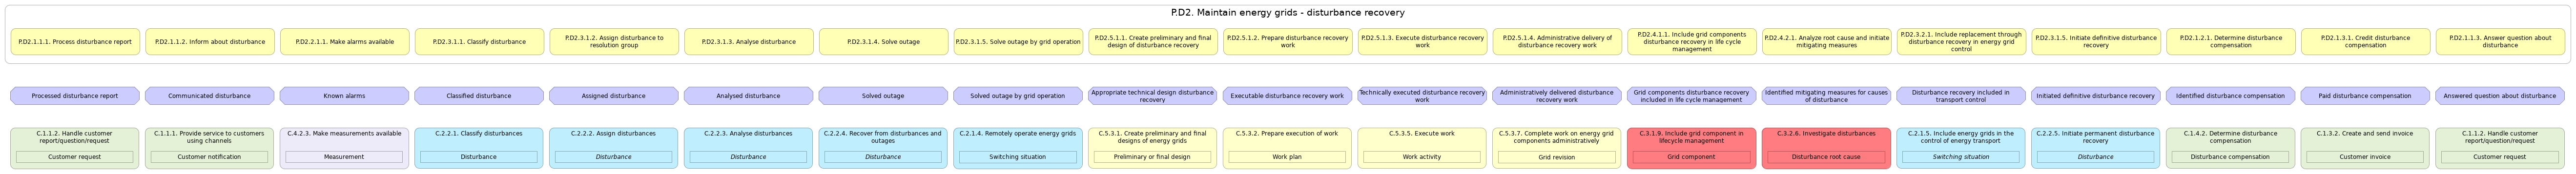 P.D2. Maintain energy grids - disturbance recovery
P.D2.1.1.1. Process disturbance report
P.D2.1.1.2. Inform about disturbance
P.D2,2.1.1. Make alarms available
P.D2.3.1.1. Classify disturbance
P.D2.3.1.2. Assign disturbance to
resolution group
P.D2.3.1.3. Analyse disturbance
P.D2.3.1.4. Solve outage
P.D2.3.1.5. Solve outage by grid operation
P.D2.5.1.1. Create preliminary and final
design of disturbance recovery
P.D2.5.1.2. Prepare disturbance recovery
work
P.D2.5.1.3. Execute disturbance recovery
work
P.D2.5.1.4. Administrative delivery of
disturbance recovery work
P.D2.4.1.1. Include grid components
disturbance recovery in life cycle
management
P.D2.4.2.1. Analyze root cause and initiate
mitigating measures
P.D2.3.2.1. Include replacement through
disturbance recovery in energy grid
control
P.D2.3.1.5. Initiate definitive disturbance
recovery
P.D2.1.2.1. Determine disturbance
compensation
P.D2.1.3.1. Credit disturbance
compensation
P.D2.1.1.3. Answer question about
disturbance
Processed disturbance report
Communicated disturbance
Known alarms
Classified disturbance
Assigned disturbance
Analysed disturbance
Solved outage
Solved outage by grid operation
Appropriate technical design disturbance
recovery
Executable disturbance recovery work
Technically executed disturbance recovery
work
Administratively delivered disturbance
recovery work
Grid components disturbance recovery
included in life cycle management
Identified mitigating measures for causes
of disturbance
Disturbance recovery included in
transport control
Initiated definitive disturbance recovery
Identified disturbance compensation
Paid disturbance compensation
Answered question about disturbance
C.1.1.2. Handle customer
report/question/request
Customer request
C.1.1.1. Provide service to customers
using channels
Customer notification
C.4.2.3. Make measurements available
Measurement
C.2.2.1. Classify disturbances
Disturbance
C.2.2.2. Assign disturbances
Disturbance
C.2.2.3. Analyse disturbances
Disturbance
C.2.2.4. Recover from disturbances and
outages
Disturbance
C.2.1.4. Remotely operate energy grids
Switching situation
C.5.3.1. Create preliminary and final
designs of energy grids
Preliminary or final design
C.5.3.2. Prepare execution of work
Work plan
C.5.3.5. Execute work
Work activity
C.5.3.7. Complete work on energy grid
components administratively
Grid revision
C.3.1.9. Include grid component in
lifecycle management
Grid component
C.3.2.6. Investigate disturbances
Disturbance root cause
C.2.1.5. Include energy grids in the
control of energy transport
Switching situation
C.2.2.5. Initiate permanent disturbance
recovery
Disturbance
C.1.4.2. Determine disturbance
compensation
Disturbance compensation
C.1.3.2. Create and send invoice
Customer invoice
C.1.1.2. Handle customer
report/question/request
Customer request